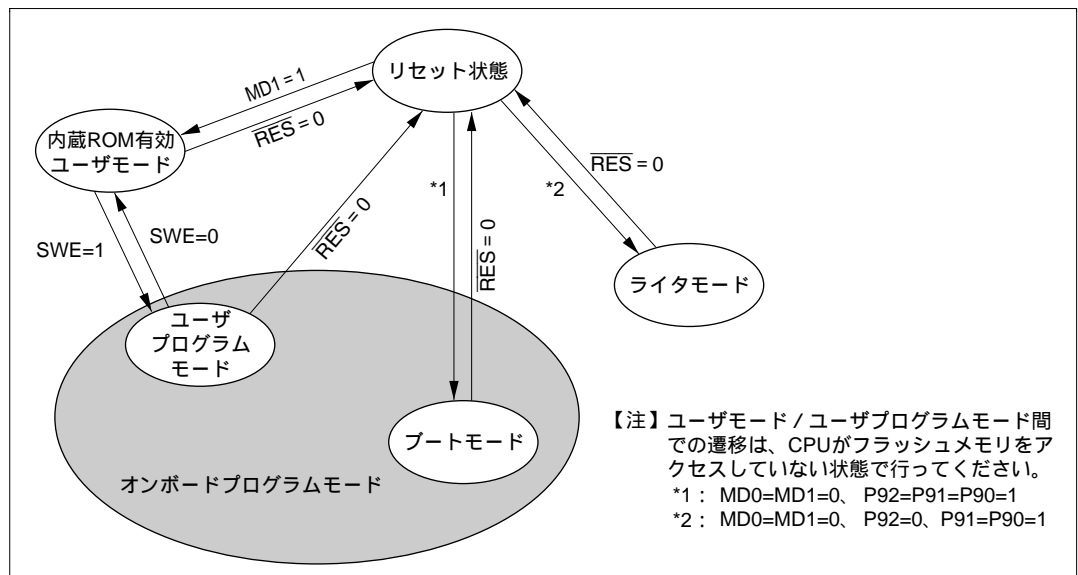 リセット状態
MD1 = 1
RES = 0
内蔵ROM有効
ユーザモード
SWE=1
SWE=0
RES = 0
*1
RES = 0
*2
RES = 0
ライタモード
ユーザ
プログラム
モード
ブートモード
オンボードプログラムモード
【注】ユーザモード / ユーザプログラムモード間
での遷移は、CPUがフラッシュメモリをア
クセスしていない状態で行ってください。
*1： MD0=MD1=0、 P92=P91=P90=1
*2： MD0=MD1=0、 P92=0、P91=P90=1